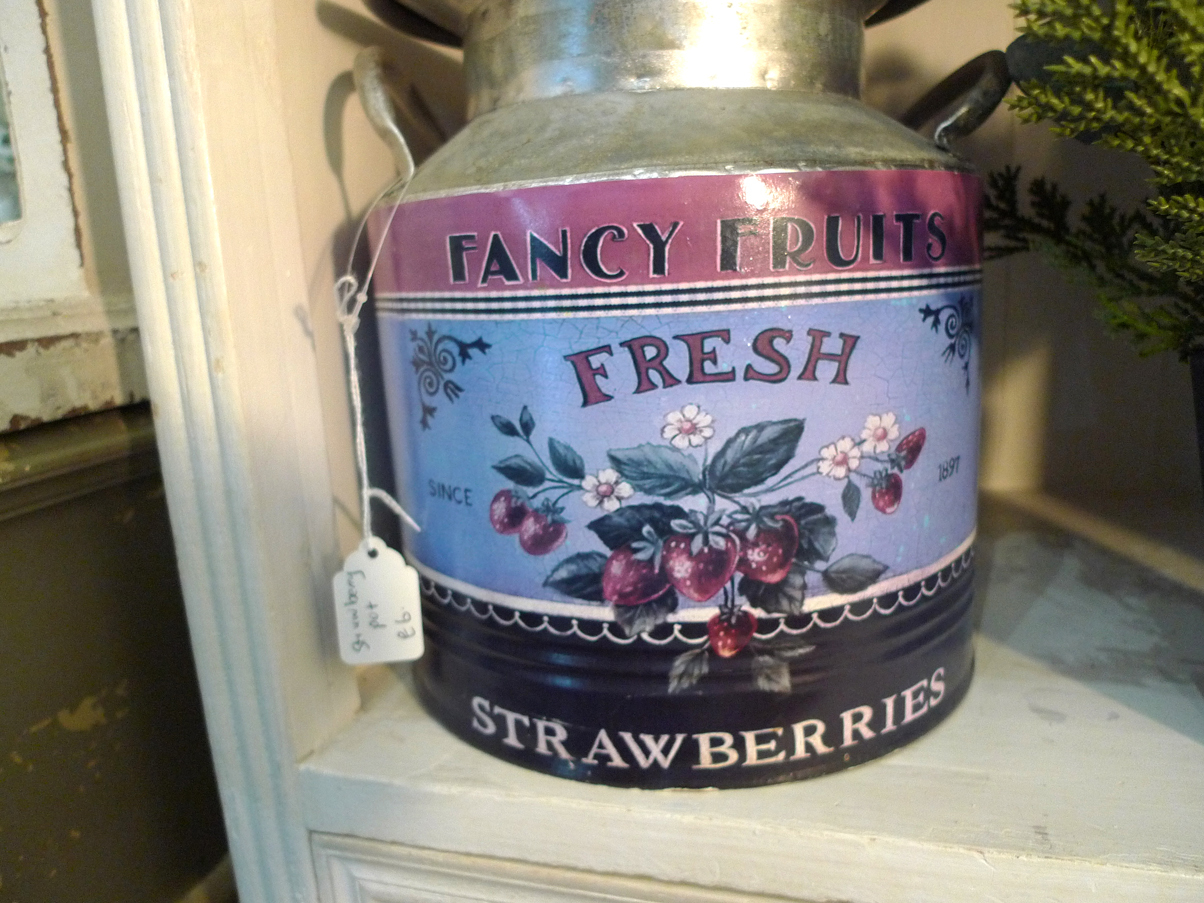 FANCY FRUITS
FRESH
SINCE 1897
STRAWBERRIES
Strawberry
pot
£6.